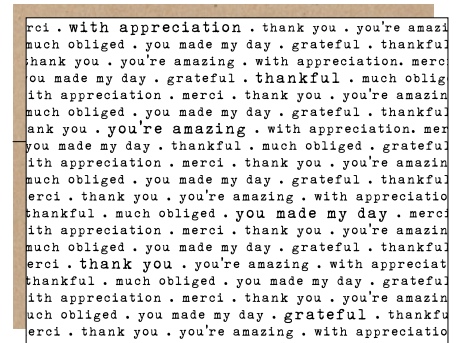 rci . with appreciation . thank you . you're amazi
much obliged . you made my day . grateful . thankful
hank you . you're amazing . with appreciation. merc
ou made my day . grateful . thankful . much oblig
ith appreciation . merci . thank you . you're amazin
much obliged . you made my day . grateful . thankful
ank you . you're amazing . with appreciation. mer
you made my day . thankful . much obliged . grateful
ith appreciation . merci . thank you . you're amazin
much obliged . you made my day . grateful . thankful
erci . thank you . you're amazing . with appreciatio
thankful . much obliged . you made my day . merci
ith appreciation . merci . thank you . you're amazin
much obliged . you made my day . grateful . thankful
erci . thank you . you're amazing . with appreciat
thankful . much obliged . you made my day . grateful
ith appreciation . merci . thank you . you're amazin
uch obliged . you made my day . grateful . thankfu
erci . thank you . you're amazing . with appreciatio